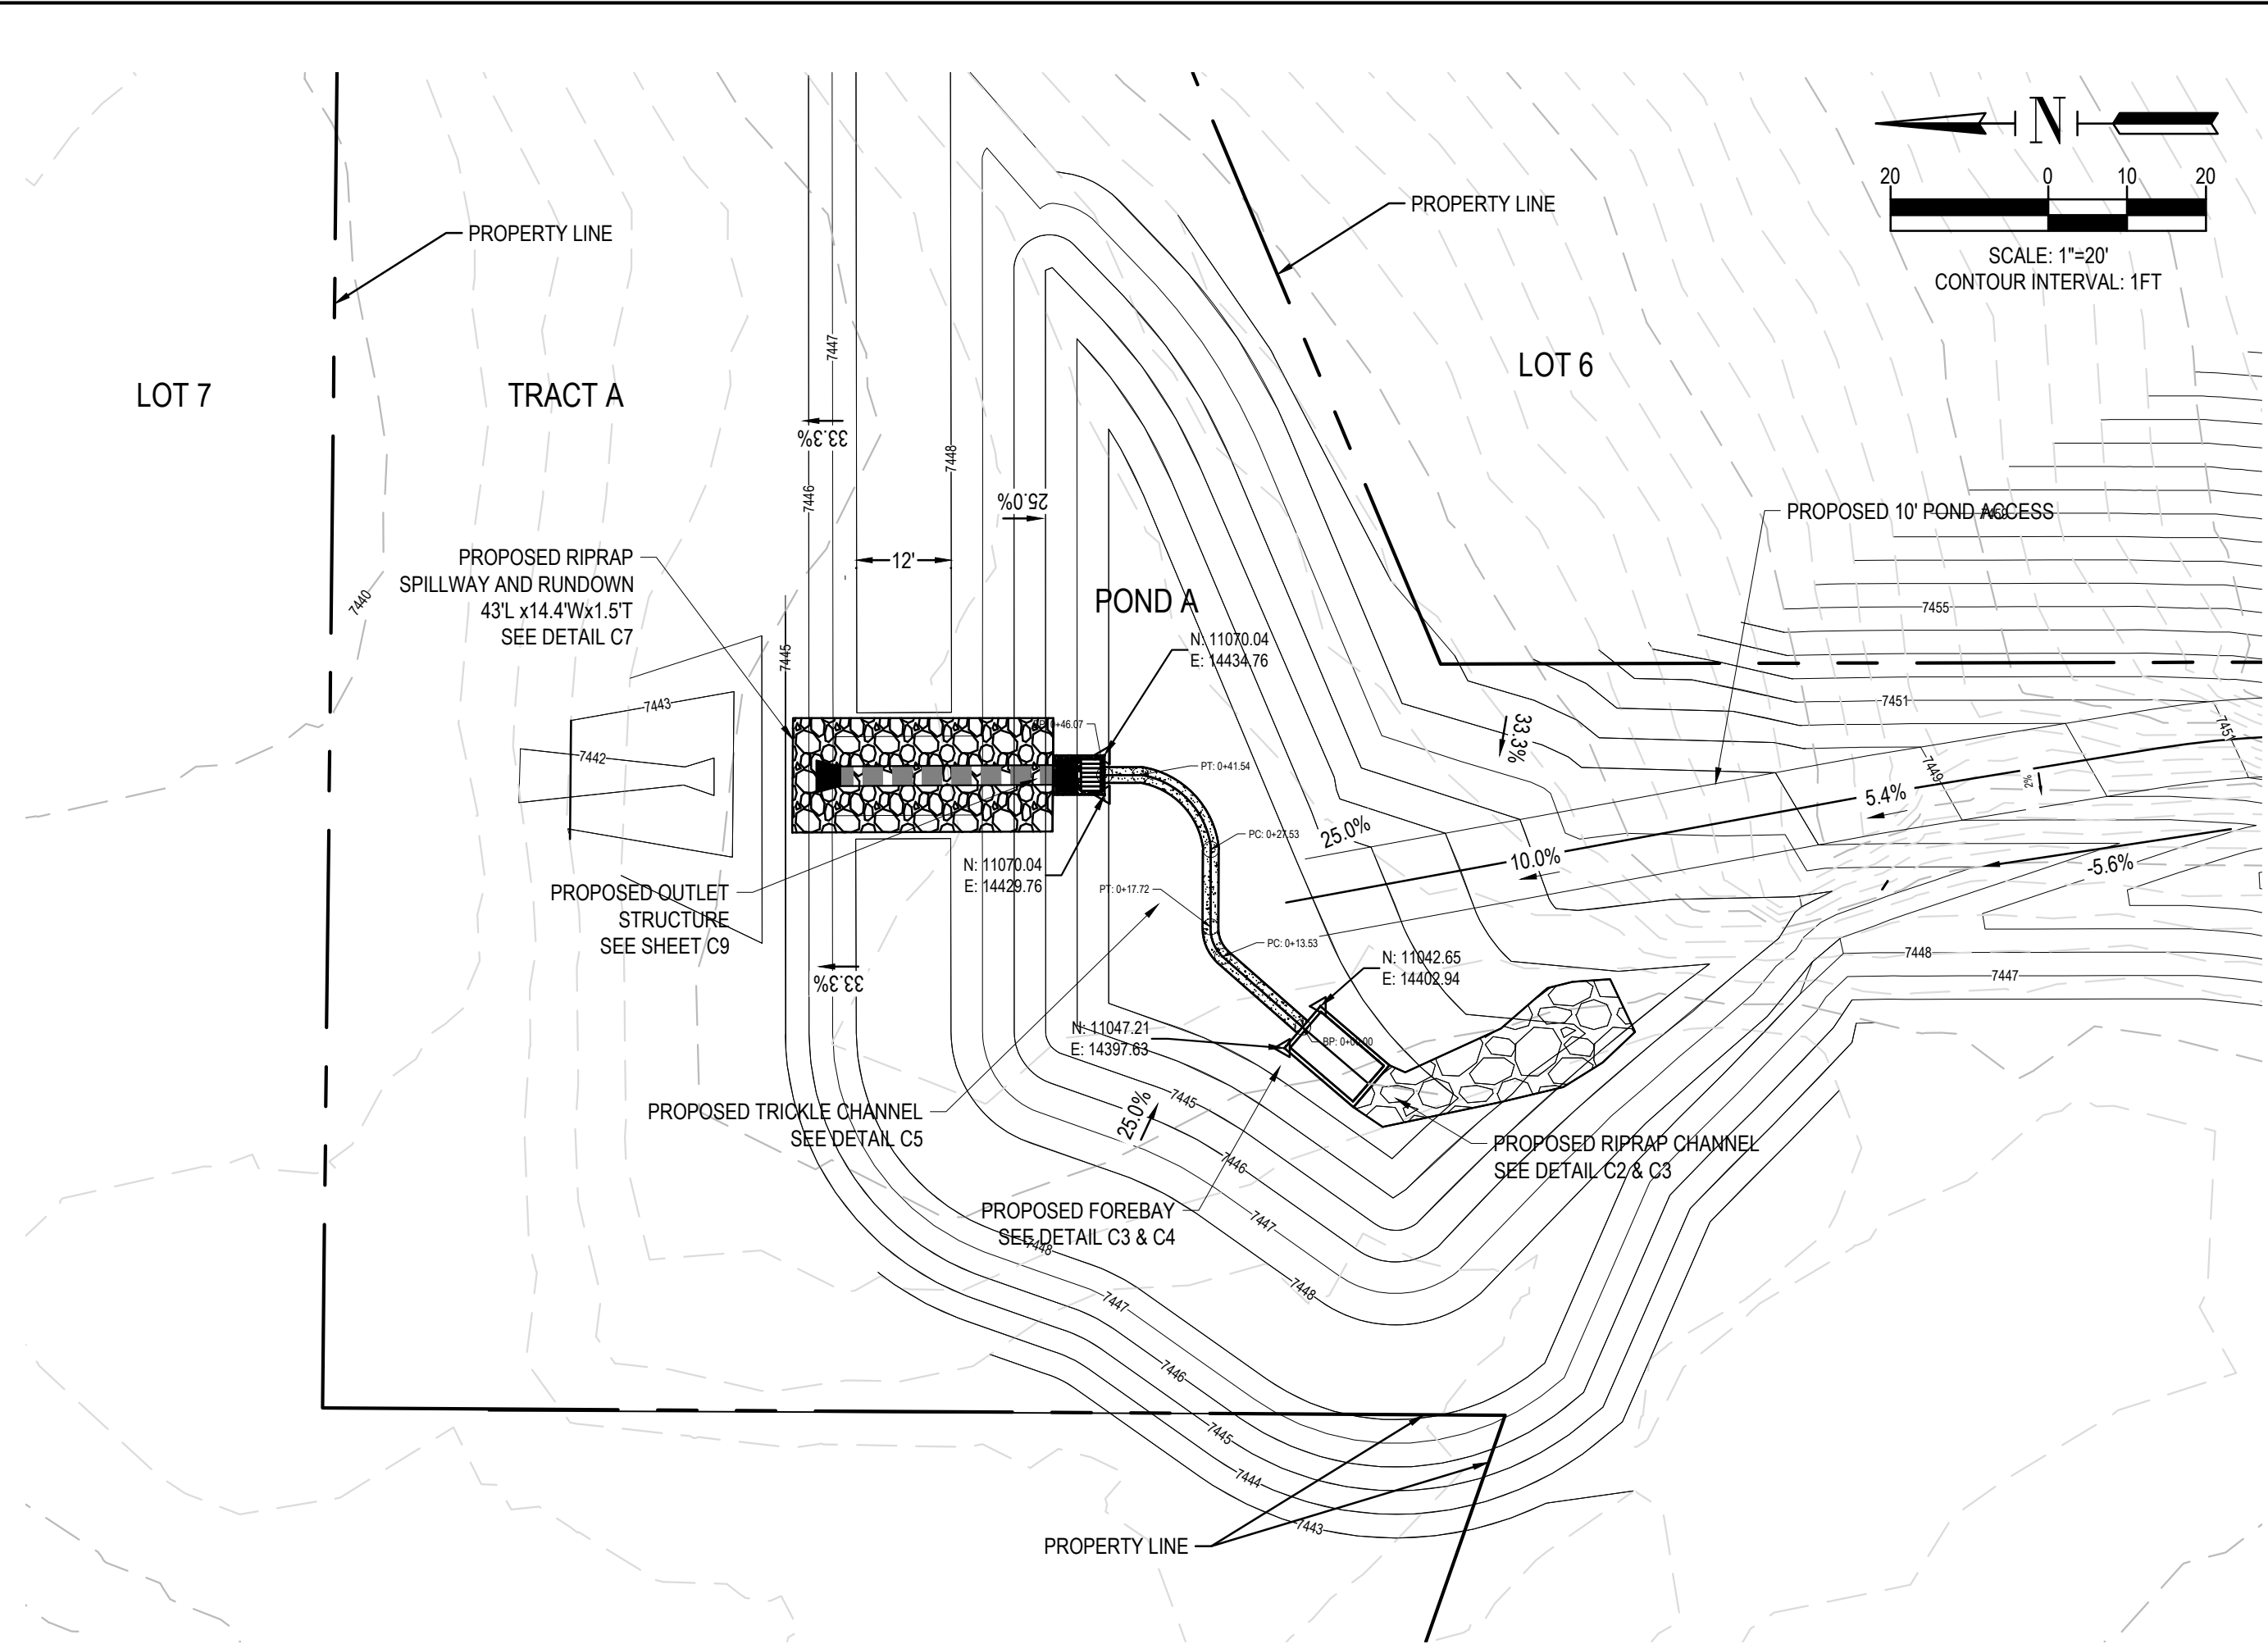 N
20 0 10 20
SCALE: 1"=20'
CONTOUR INTERVAL: 1FT
PROPERTY LINE
PROPERTY LINE
LOT 7
TRACT A
LOT 6
7447
33.3%
7446
7448
25.0%
12'
PROPOSED 10' POND ACCESS
PROPOSED RIPRAP
SPILLWAY AND RUNDOWN
43'L x14.4'Wx1.5'T
SEE DETAIL C7
7440
POND A
N: 11070.04
E: 14434.76
7455
7445
7443
7442
7451
7451
7449
33.3%
2%
5.4%
-5.6%
10.0%
25.0%
PT: 0+41.54
PC: 0+27.53
PT: 0+17.72
PC: 0+13.53
N: 11070.04
E: 14429.76
PROPOSED OUTLET
STRUCTURE
SEE SHEET C9
33.3%
7448
7447
N: 11042.65
E: 14402.94
N: 11047.21
E: 14397.63
PROPOSED TRICKLE CHANNEL
SEE DETAIL C5
25.0%
7445
7446
7447
7448
PROPOSED RIPRAP CHANNEL
SEE DETAIL C2 & C3
PROPOSED FOREBAY
SEE DETAIL C3 & C4
7448
7447
7446
7445
7444
7443
PROPERTY LINE